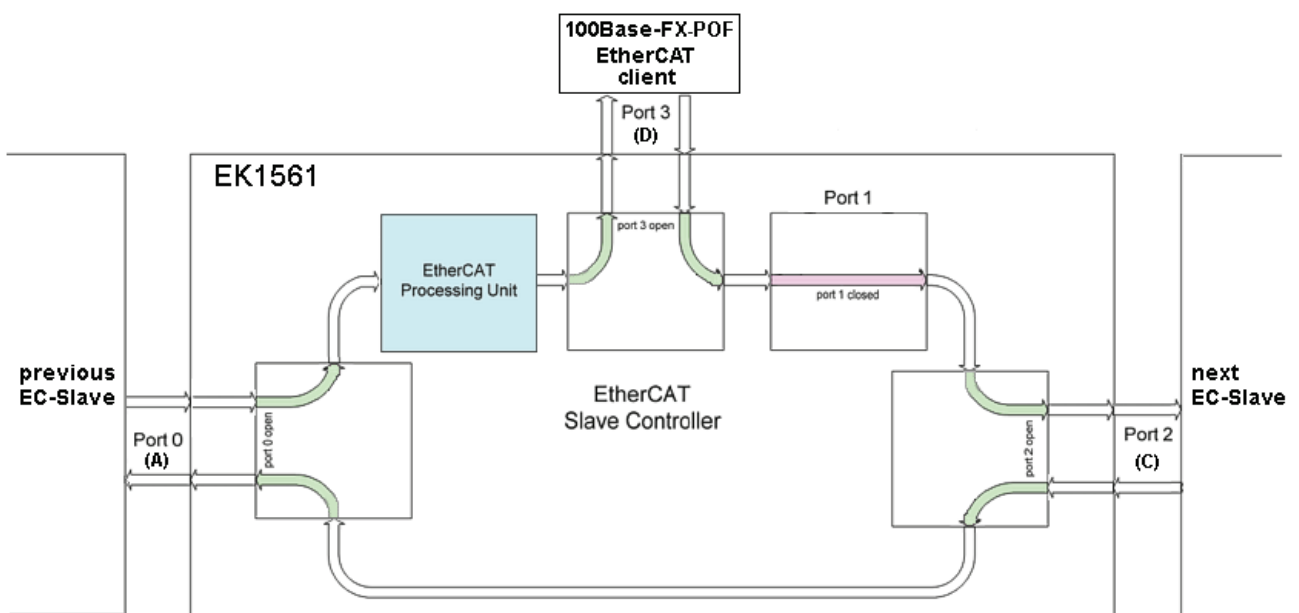 100Base-FX-POF
EtherCAT
client
Port 3
(D)
EK1561
Port 1
port 3 open
EtherCAT
Processing Unit
port 1 closed
previous
EC-Slave
next
EC-Slave
EtherCAT
Slave Controller
port 0 open
Port 0
(A)
port 2 open
Port 2
(C)